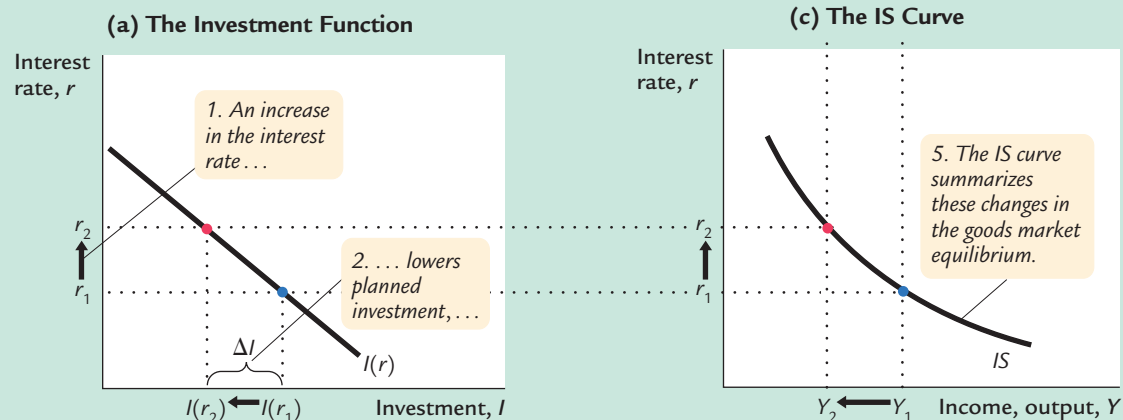 (a) The Investment Function
Interest
rate, r
1. An increase
in the interest
rate . . .
r2
r1
2. . . . lowers
planned
investment, . . .
ΔI
I(r)
I(r2)
I(r1)
Investment, I
(c) The IS Curve
Interest
rate, r
5. The IS curve
summarizes
these changes in
the goods market
equilibrium.
r2
r1
IS
Y2
Y1
Income, output, Y